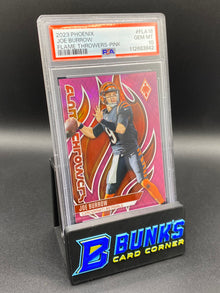 2023 PHOENIX #FLA18
JOE BURROW GEM MT
FLAME THROWERS-PINK 10
PSA 112883942
FLAME THROWERS
JOE BURROW
BUNKS
CARD CORNER